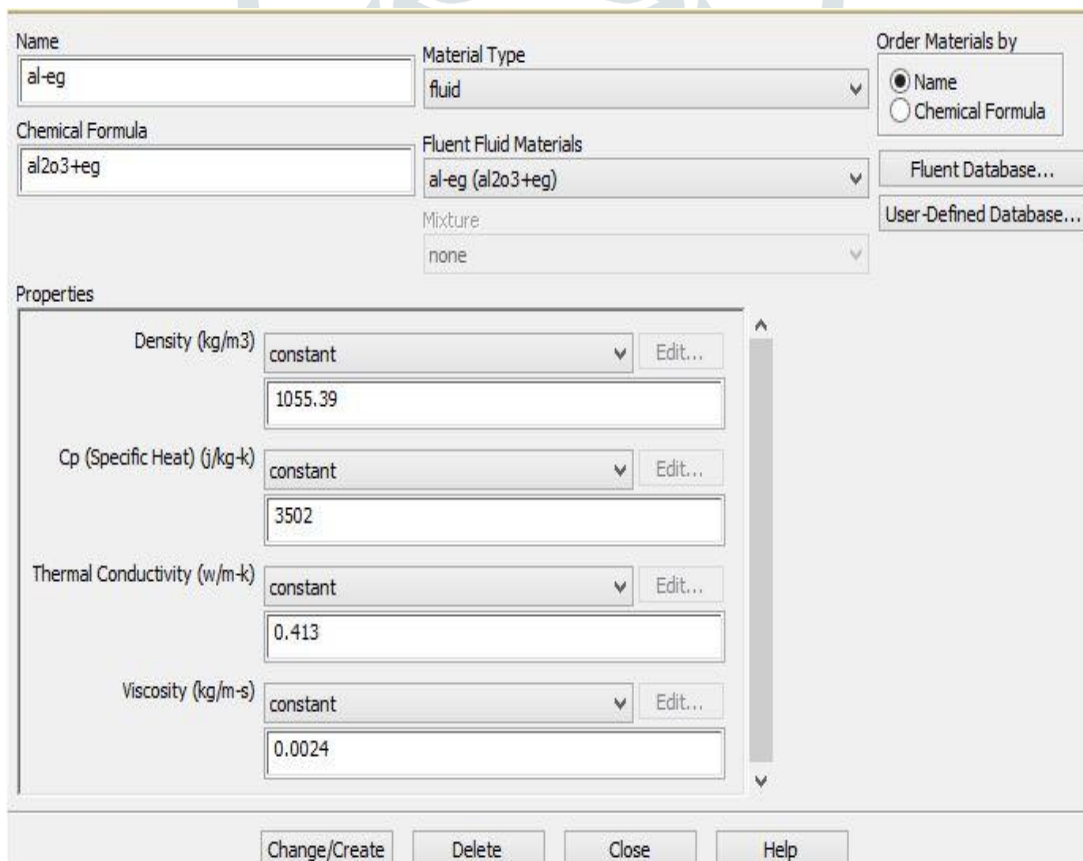 Name
al-eg
Material Type
fluid
Order Materials by
Name
Chemical Formula
Chemical Formula
al2o3+eg
Fluent Fluid Materials
al-eg (al2o3+eg)
Fluent Database...
User-Defined Database...
Mixture
none
Properties
Density (kg/m3) constant Edit...
1055.39
Cp (Specific Heat) (j/kg-k) constant Edit...
3502
Thermal Conductivity (w/m-k) constant Edit...
0.413
Viscosity (kg/m-s) constant Edit...
0.0024
Change/Create Delete Close Help